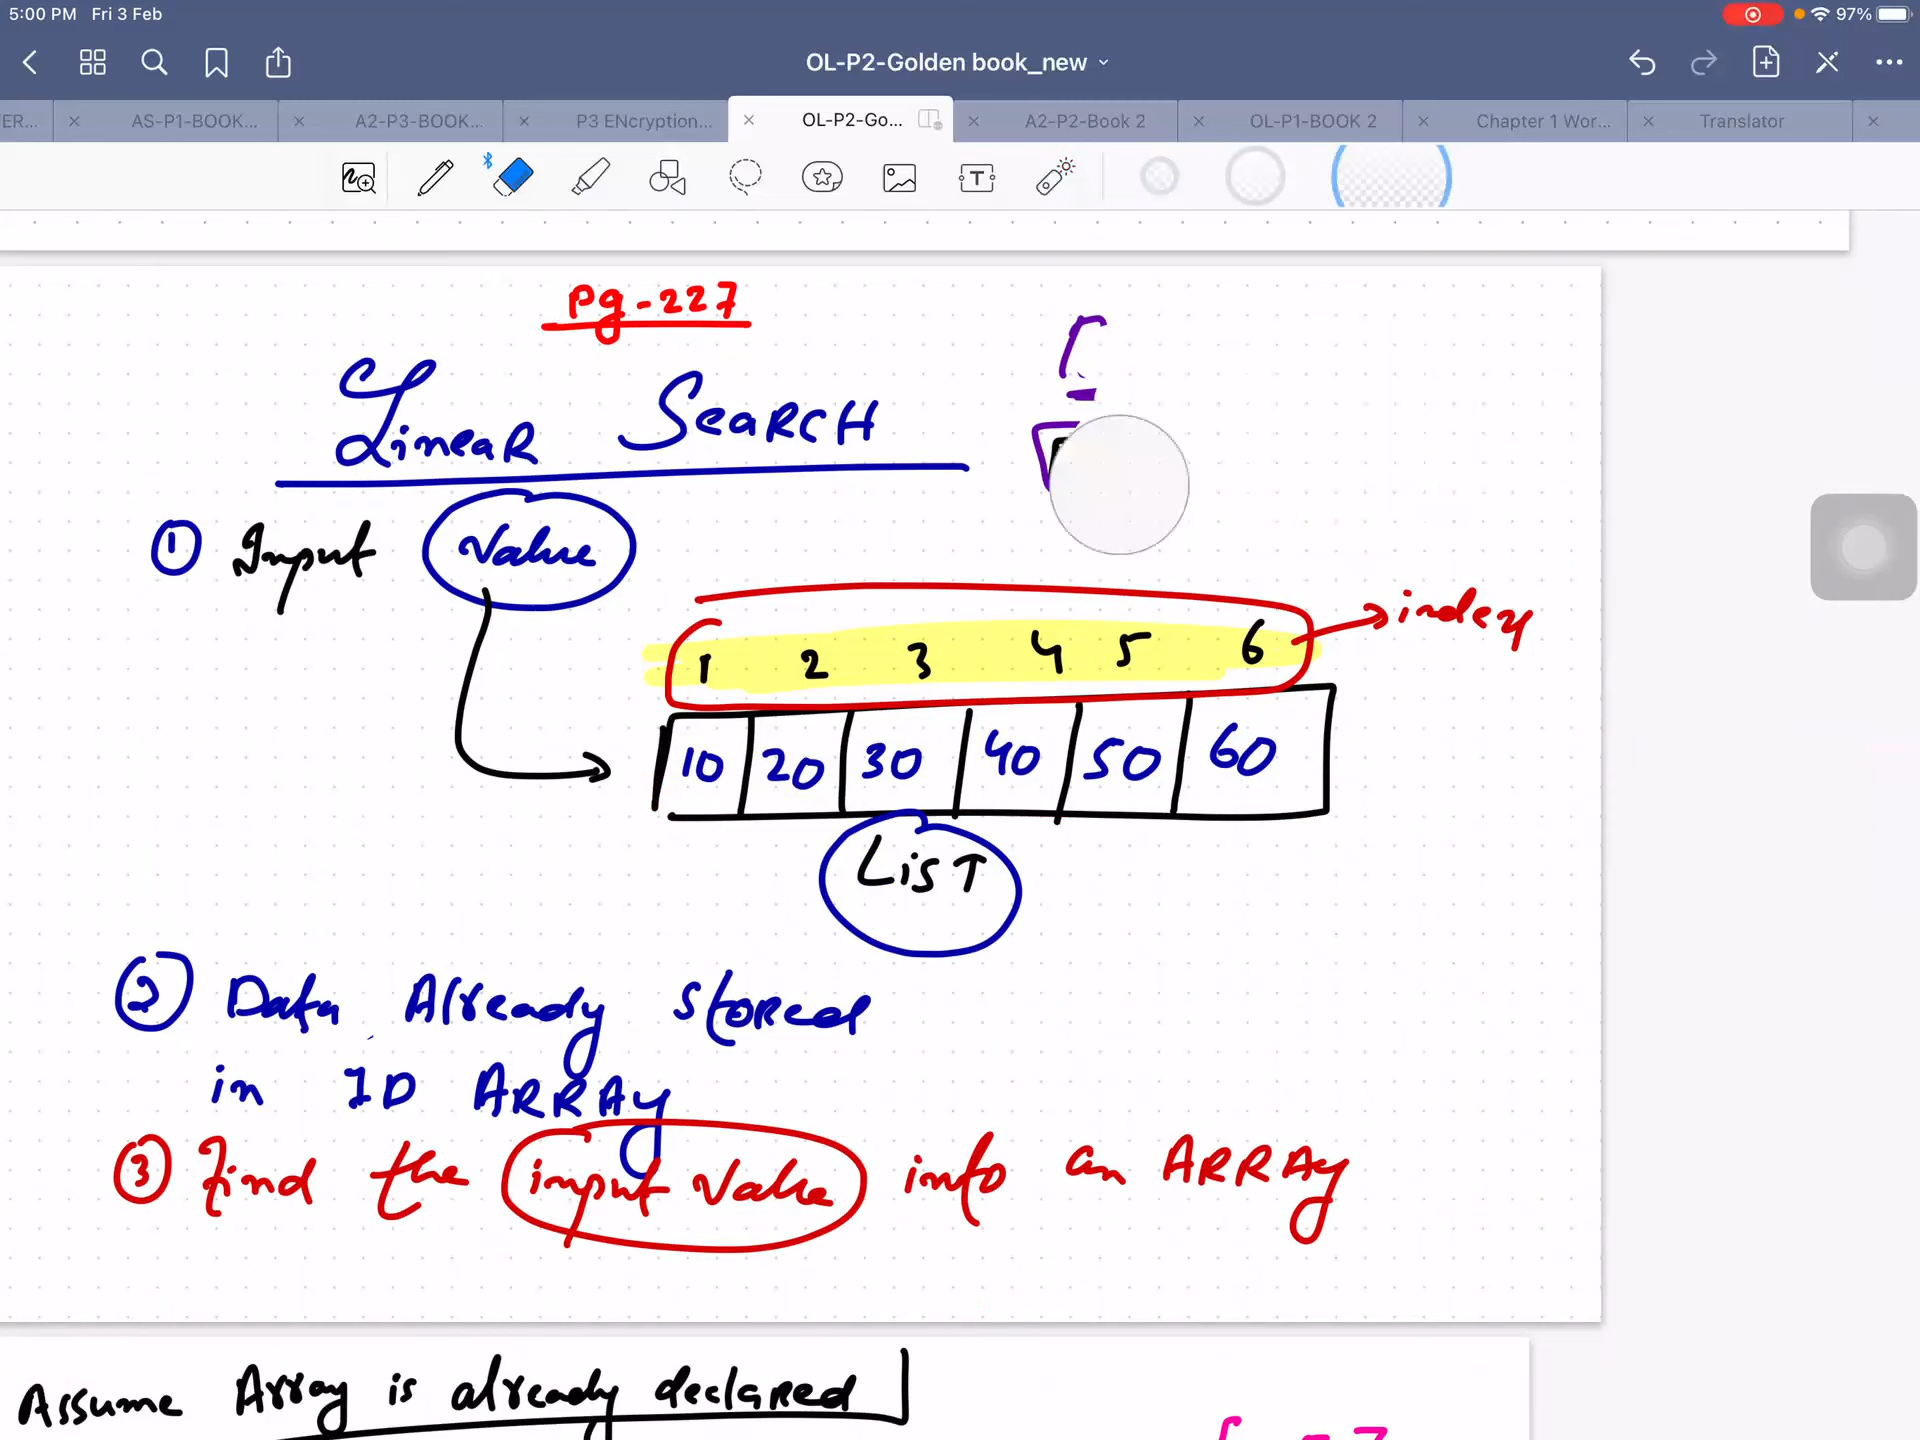 5:00 PM Fri 3 Feb
97%
OL-P2-Golden book_new
ER...
AS-P1-BOOK...
A2-P3-BOOK...
P3 ENcryption...
OL-P2-Go...
A2-P2-Book 2
OL-P1-BOOK 2
Chapter 1 Wor...
Translator
Pg-227
Linear SeaRCH
① Input Value
index
1 2 3 4 5 6
10 20 30 40 50 60
LisT
② Data Already stored
in 1D ARRAy
③ find the input Value into an ARRAy
Assume Array is already declared